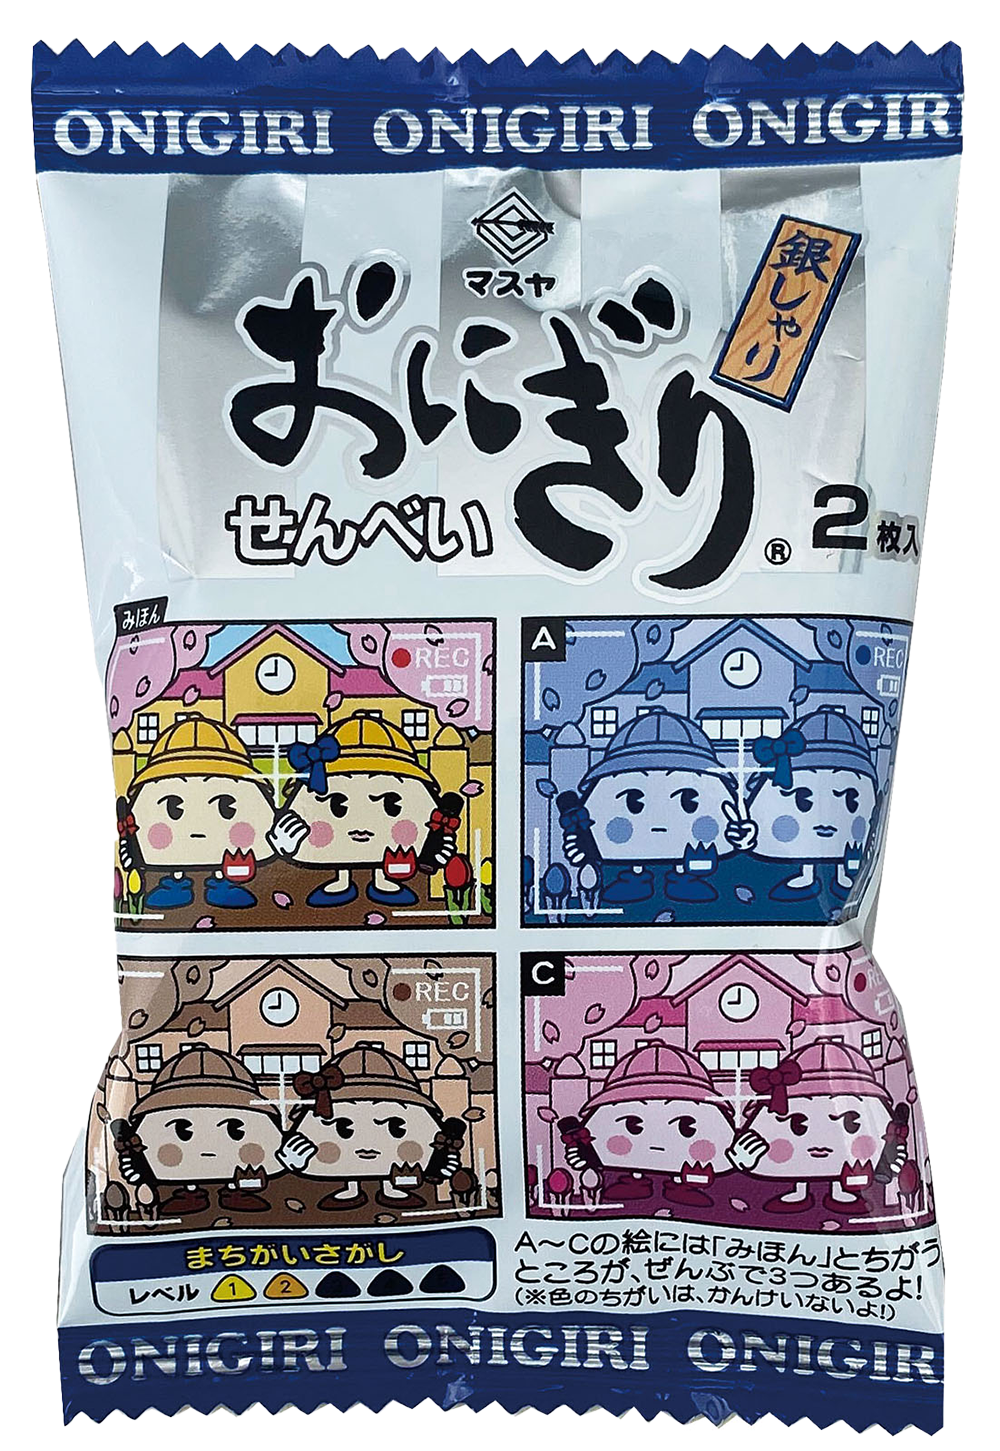 ONIGIRI ONIGIRI ONIGIRI
マスヤ
銀しゃり
おにぎり
せんべい
® 2枚入
みほん
REC
A
REC
REC
C
REC
まちがいさがし
レベル 1 2
A～Cの絵には「みほん」とちがう
ところが、ぜんぶで3つあるよ!
(※色のちがいは、かんけいないよ!)
ONIGIRI ONIGIRI ONIGIRI